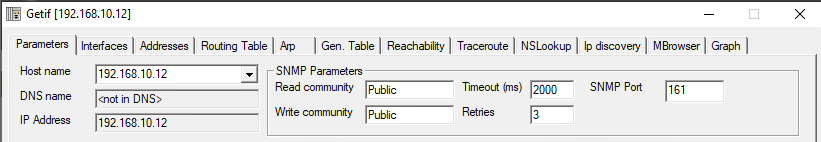 Getif [192.168.10.12]
Parameters Interfaces Addresses Routing Table Arp Gen. Table Reachability Traceroute NSLookup Ip discovery MBrowser Graph
Host name 192.168.10.12
DNS name <not in DNS>
IP Address 192.168.10.12
SNMP Parameters
Read community Public Timeout (ms) 2000 SNMP Port 161
Write community Public Retries 3